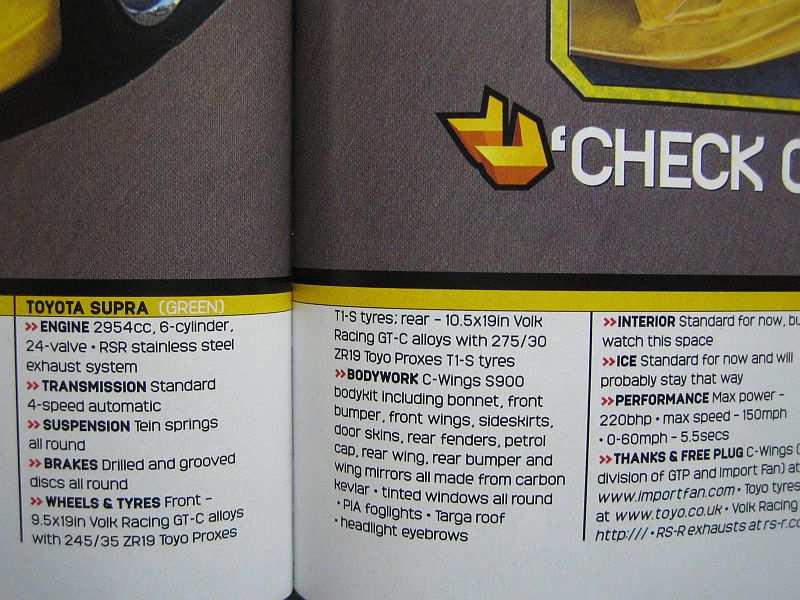 'CHECK
TOYOTA SUPRA (GREEN)
>> ENGINE 2954cc, 6-cylinder,
24-valve • RSR stainless steel
exhaust system
>> TRANSMISSION Standard
4-speed automatic
>> SUSPENSION Tein springs
all round
>> BRAKES Drilled and grooved
discs all round
>> WHEELS & TYRES Front –
9.5x19in Volk Racing GT-C alloys
with 245/35 ZR19 Toyo Proxes
T1-S tyres; rear – 10.5x19in Volk
Racing GT-C alloys with 275/30
ZR19 Toyo Proxes T1-S tyres
>> BODYWORK C-Wings S900
bodykit including bonnet, front
bumper, front wings, sideskirts,
door skins, rear fenders, petrol
cap, rear wing, rear bumper and
wing mirrors all made from carbon
kevlar • tinted windows all round
• PIA foglights • Targa roof
• headlight eyebrows
>> INTERIOR Standard for now, bu
watch this space
>> ICE Standard for now and will
probably stay that way
>> PERFORMANCE Max power –
220bhp • max speed – 150mph
• 0-60mph – 5.5secs
>> THANKS & FREE PLUG C-Wings (
division of GTP and Import Fan) at
www.importfan.com • Toyo tyres
at www.toyo.co.uk • Volk Racing
http:/// • RS-R exhausts at rs-r.co